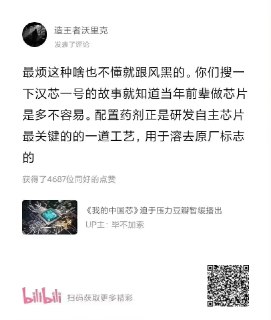 造王者沃里克
发表了评论
最烦这种啥也不懂就跟风黑的。你们搜一
下汉芯一号的故事就知道当年前辈做芯片
是多不容易。配置药剂正是研发自主芯片
最关键的的一道工艺，用于溶去原厂标志
的
获得了4687位同好的点赞
《我的中国芯》迫于压力豆瓣暂缓播出
UP主：毕不加索
bilibili 扫码获取更多精彩